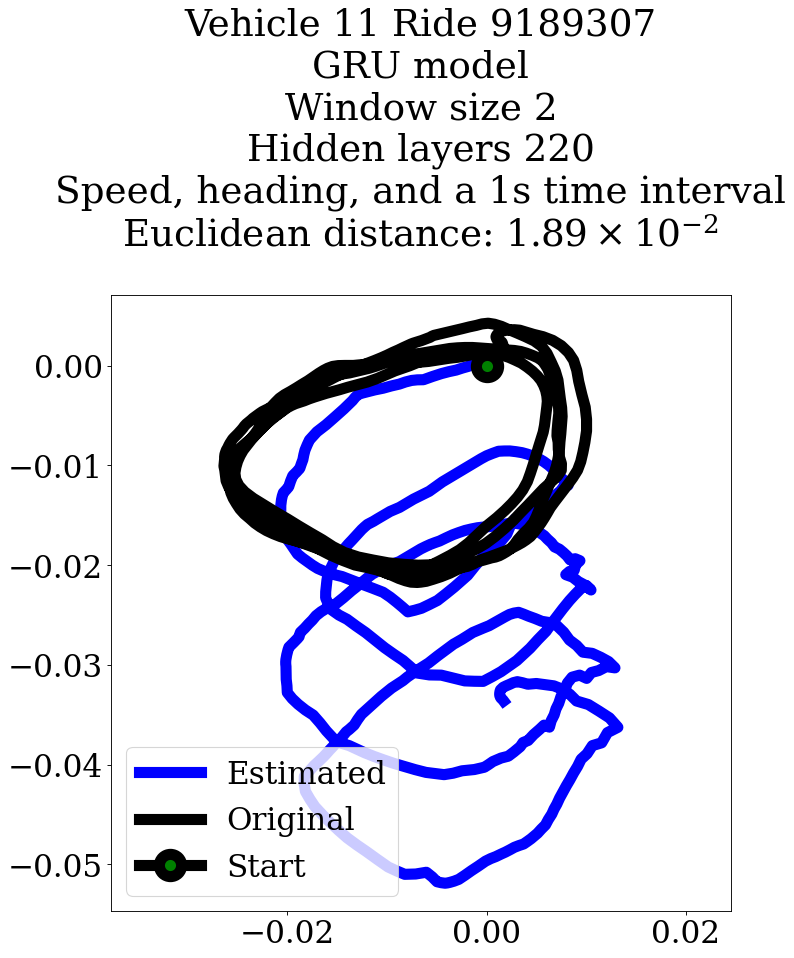 Vehicle 11 Ride 9189307
GRU model
Window size 2
Hidden layers 220
Speed, heading, and a 1s time interval
Euclidean distance: 1.89 × 10⁻²
0.00
−0.01
−0.02
−0.03
−0.04
−0.05
Estimated
Original
Start
−0.02
0.00
0.02